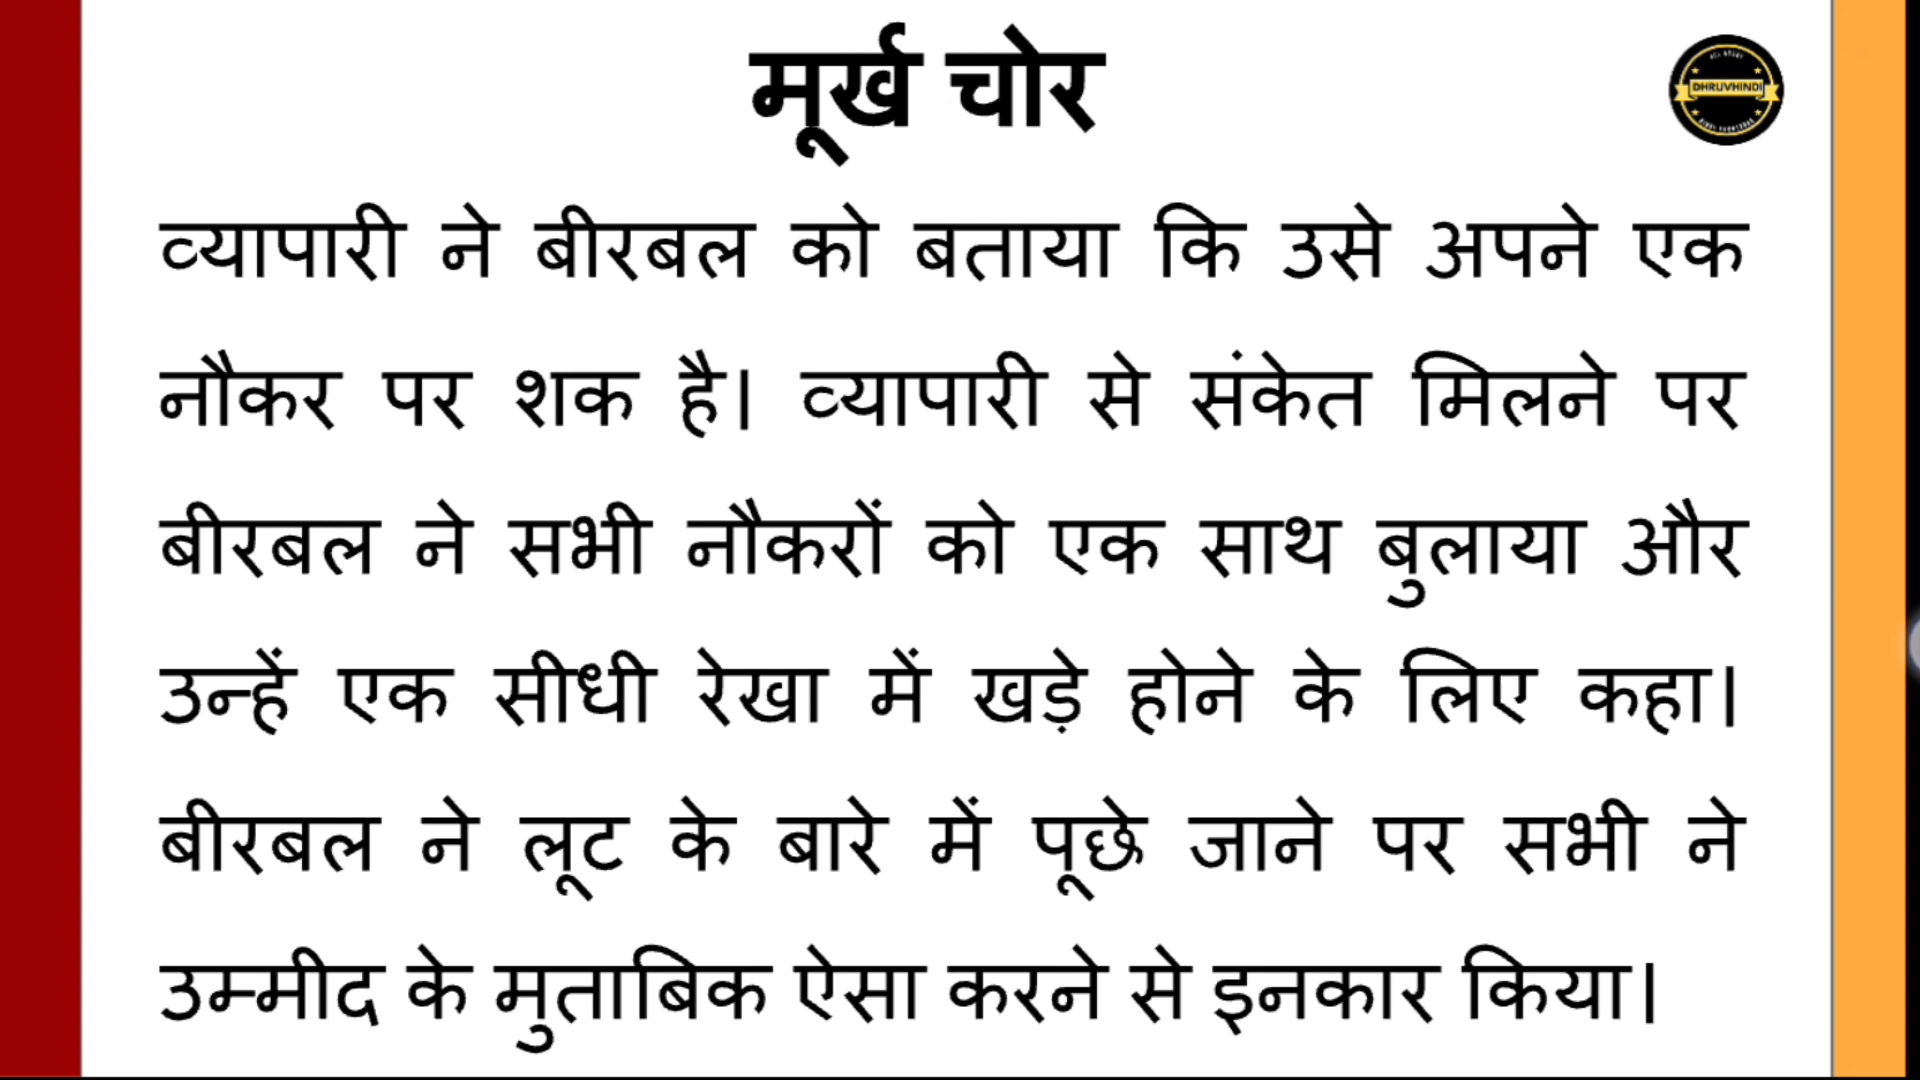 मूर्ख चोर
DHRUVHINDI
व्यापारी ने बीरबल को बताया कि उसे अपने एक
नौकर पर शक है। व्यापारी से संकेत मिलने पर
बीरबल ने सभी नौकरों को एक साथ बुलाया और
उन्हें एक सीधी रेखा में खड़े होने के लिए कहा।
बीरबल ने लूट के बारे में पूछे जाने पर सभी ने
उम्मीद के मुताबिक ऐसा करने से इनकार किया।